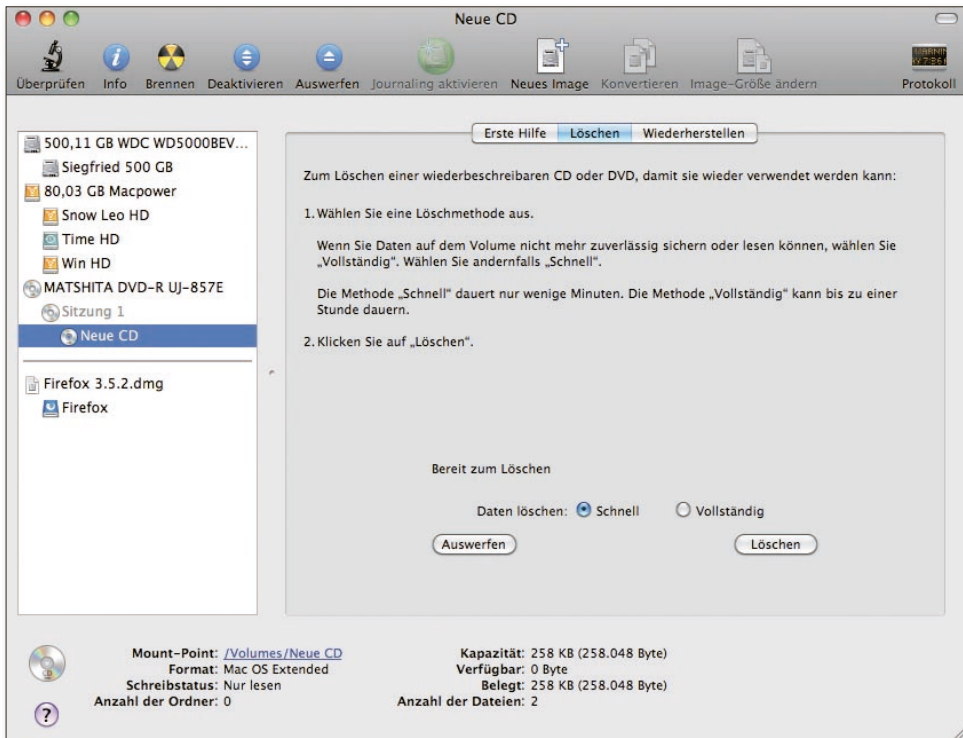 Neue CD
Überprüfen Info Brennen Deaktivieren Auswerfen Journaling aktivieren Neues Image Konvertieren Image-Größe ändern Protokoll
500,11 GB WDC WD5000BEV...
Siegfried 500 GB
80,03 GB Macpower
Snow Leo HD
Time HD
Win HD
MATSHITA DVD-R UJ-857E
Sitzung 1
Neue CD
Firefox 3.5.2.dmg
Firefox
Erste Hilfe Löschen Wiederherstellen
Zum Löschen einer wiederbeschreibaren CD oder DVD, damit sie wieder verwendet werden kann:
1. Wählen Sie eine Löschmethode aus.
Wenn Sie Daten auf dem Volume nicht mehr zuverlässig sichern oder lesen können, wählen Sie
„Vollständig“. Wählen Sie andernfalls „Schnell“.
Die Methode „Schnell“ dauert nur wenige Minuten. Die Methode „Vollständig“ kann bis zu einer
Stunde dauern.
2. Klicken Sie auf „Löschen“.
Bereit zum Löschen
Daten löschen: Schnell Vollständig
Auswerfen Löschen
Mount-Point: /Volumes/Neue CD
Format: Mac OS Extended
Schreibstatus: Nur lesen
Anzahl der Ordner: 0
Kapazität: 258 KB (258.048 Byte)
Verfügbar: 0 Byte
Belegt: 258 KB (258.048 Byte)
Anzahl der Dateien: 2
?